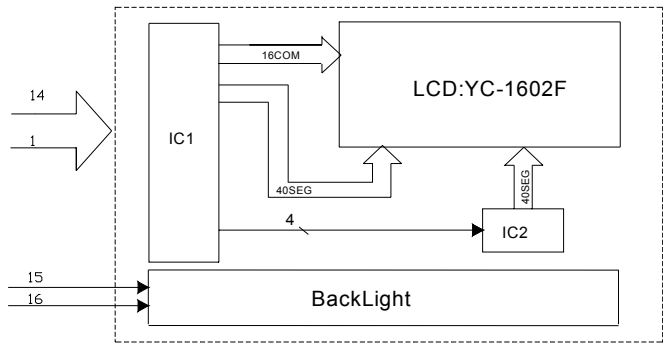 16COM
LCD:YC-1602F
14
IC1
1
40SEG
40SEG
4
IC2
15
16
BackLight